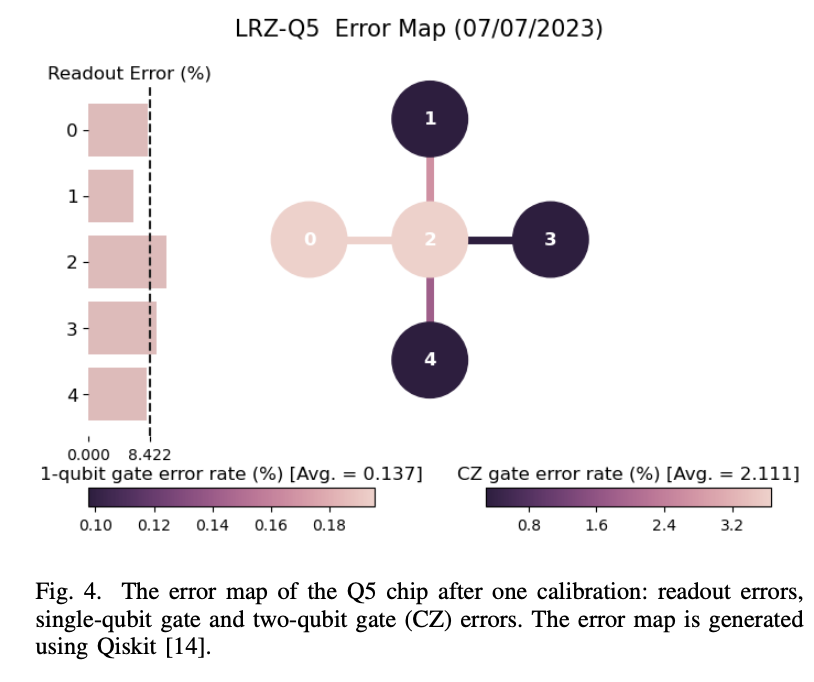 LRZ-Q5 Error Map (07/07/2023)
Readout Error (%)
0
1
2
3
4
0.000 8.422
1
0 2 3
4
1-qubit gate error rate (%) [Avg. = 0.137]
0.10 0.12 0.14 0.16 0.18
CZ gate error rate (%) [Avg. = 2.111]
0.8 1.6 2.4 3.2
Fig. 4. The error map of the Q5 chip after one calibration: readout errors,
single-qubit gate and two-qubit gate (CZ) errors. The error map is generated
using Qiskit [14].